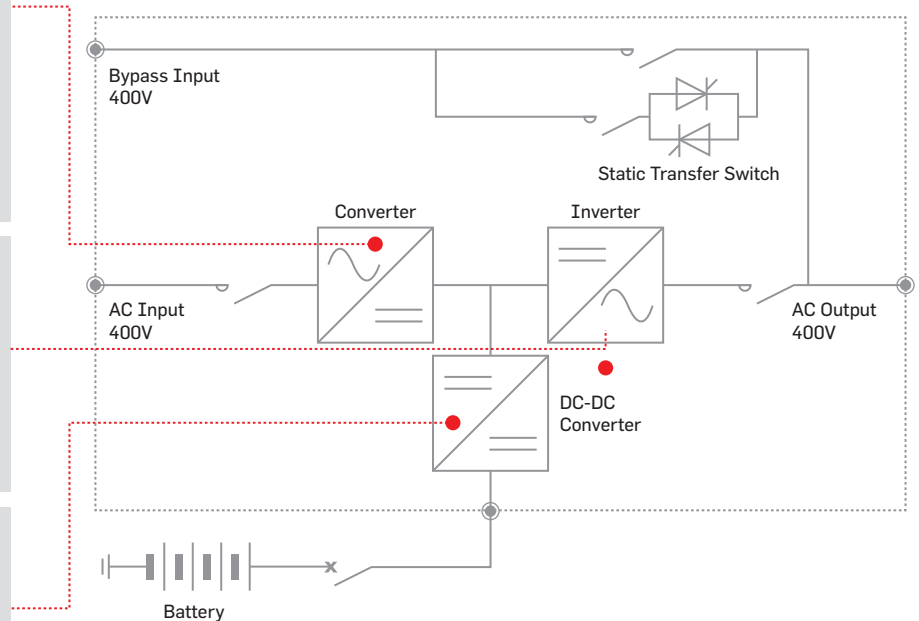 Bypass Input
400V
Static Transfer Switch
Converter
Inverter
AC Input
400V
AC Output
400V
DC-DC
Converter
Battery